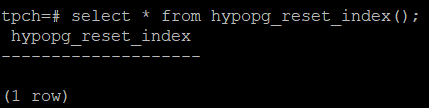 tpch=# select * from hypopg_reset_index();
 hypopg_reset_index
--------------------

(1 row)